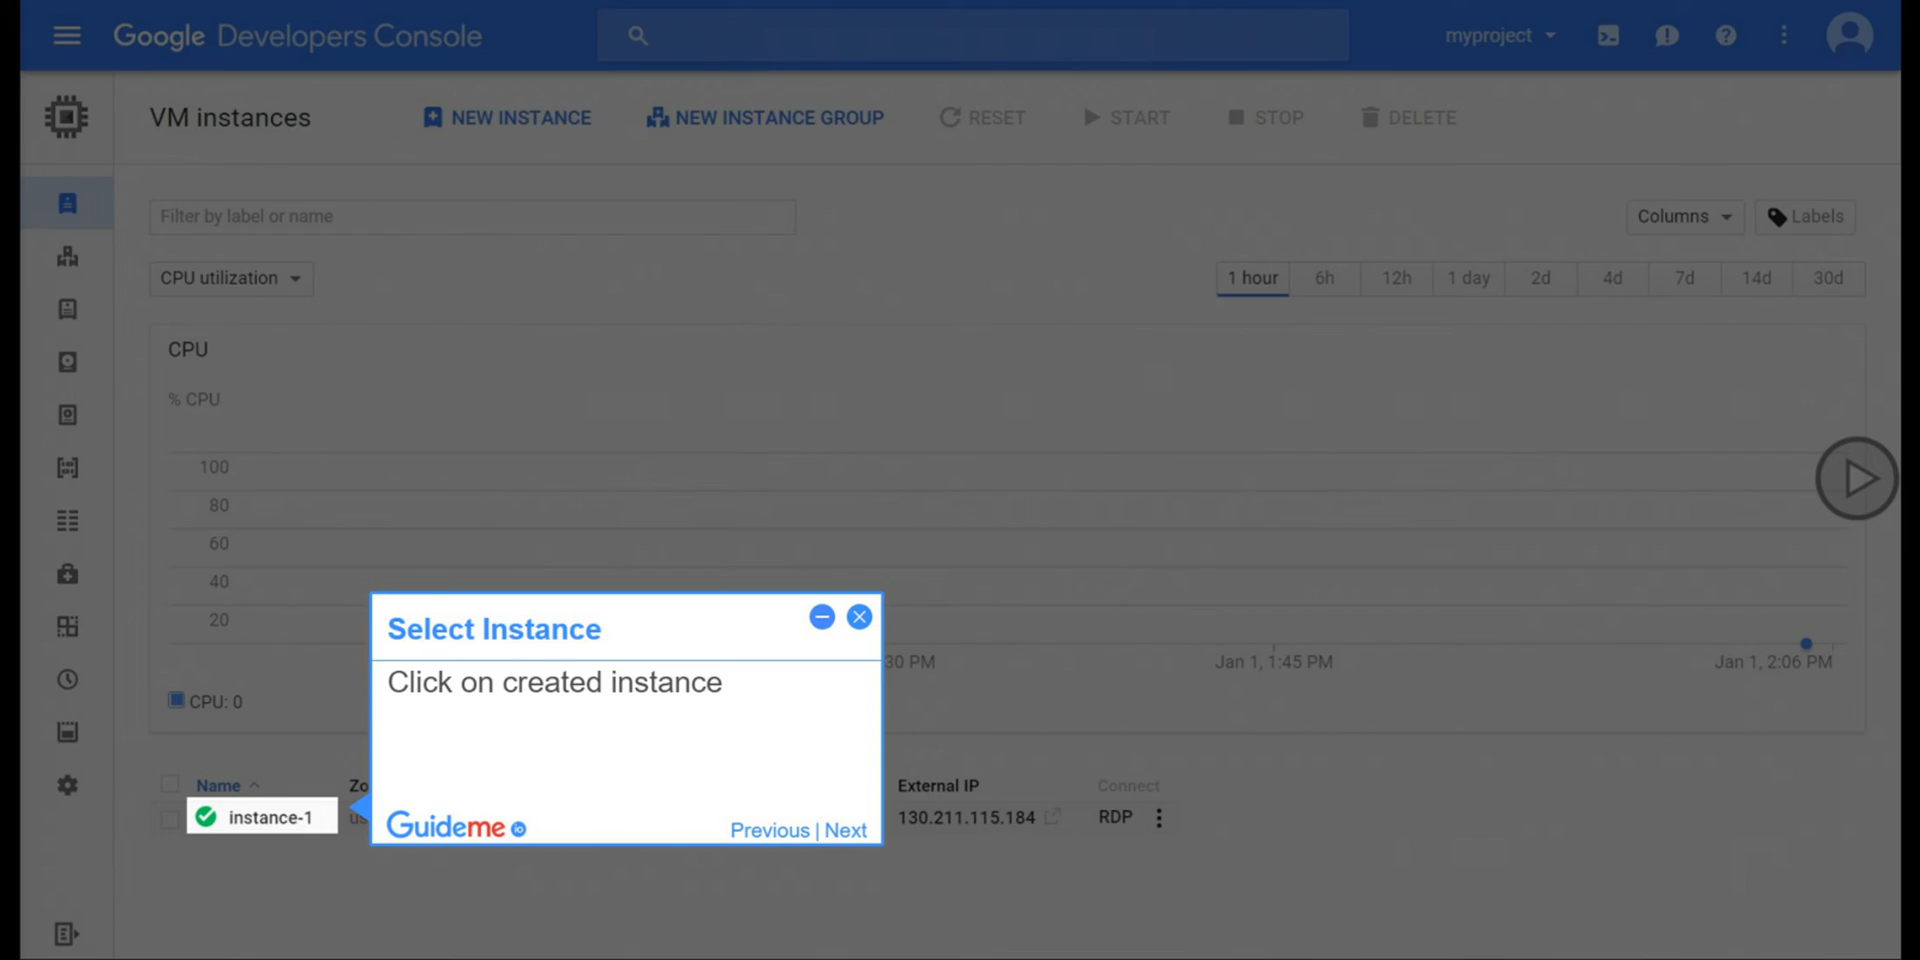 Google Developers Console
myproject
VM instances
NEW INSTANCE
NEW INSTANCE GROUP
RESET
START
STOP
DELETE
Filter by label or name
Columns
Labels
CPU utilization
1 hour
6h
12h
1 day
2d
4d
7d
14d
30d
CPU
% CPU
100
80
60
40
20
30 PM
Jan 1, 1:45 PM
Jan 1, 2:06 PM
CPU: 0
Select Instance
Click on created instance
Guideme io
Previous | Next
Name
Zo
External IP
Connect
instance-1
us
130.211.115.184
RDP